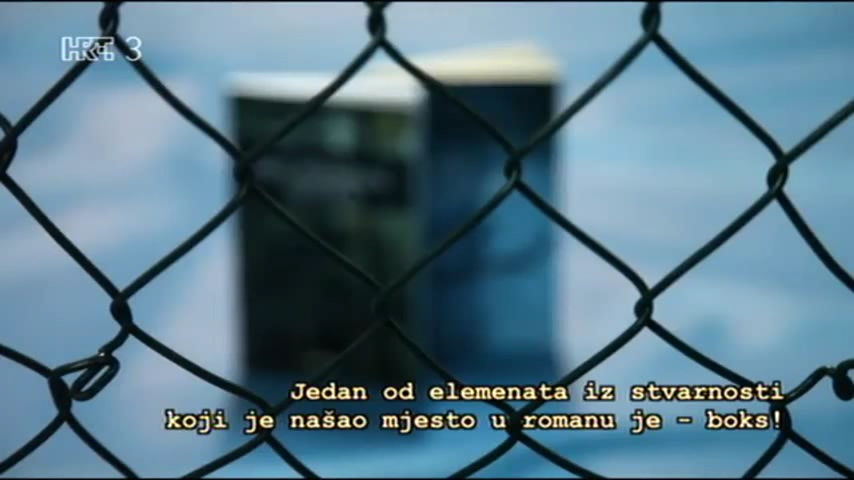 HRT 3
Jedan od elemenata iz stvarnosti
koji je našao mjesto u romanu je - boks!